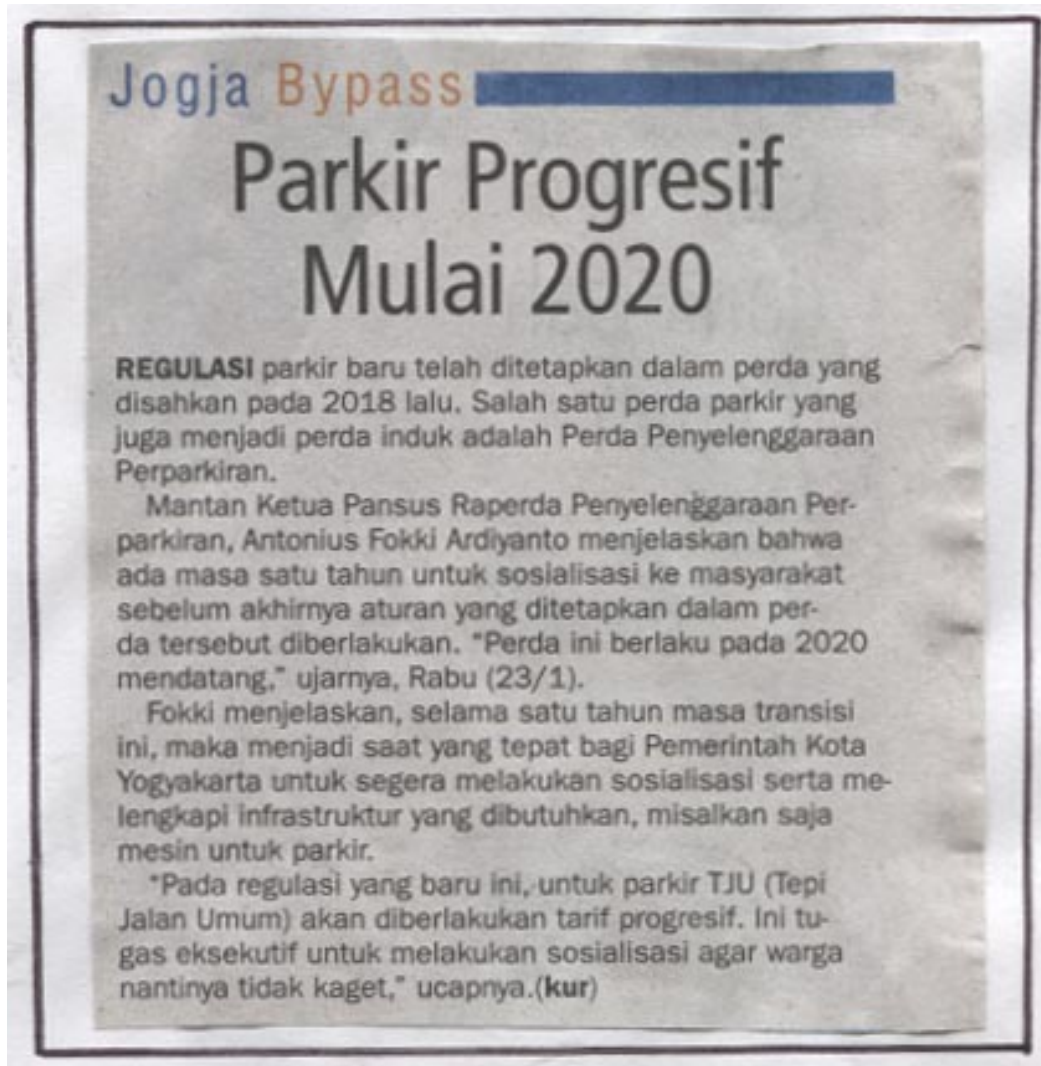 Jogja Bypass
Parkir Progresif
Mulai 2020
REGULASI parkir baru telah ditetapkan dalam perda yang
disahkan pada 2018 lalu. Salah satu perda parkir yang
juga menjadi perda induk adalah Perda Penyelenggaraan
Perparkiran.
Mantan Ketua Pansus Raperda Penyelenggaraan Per-
parkiran, Antonius Fokki Ardiyanto menjelaskan bahwa
ada masa satu tahun untuk sosialisasi ke masyarakat
sebelum akhirnya aturan yang ditetapkan dalam per-
da tersebut diberlakukan. "Perda ini berlaku pada 2020
mendatang," ujarnya, Rabu (23/1).
Fokki menjelaskan, selama satu tahun masa transisi
ini, maka menjadi saat yang tepat bagi Pemerintah Kota
Yogyakarta untuk segera melakukan sosialisasi serta me-
lengkapi infrastruktur yang dibutuhkan, misalkan saja
mesin untuk parkir.
"Pada regulasi yang baru ini, untuk parkir TJU (Tepi
Jalan Umum) akan diberlakukan tarif progresif. Ini tu-
gas eksekutif untuk melakukan sosialisasi agar warga
nantinya tidak kaget," ucapnya.(kur)